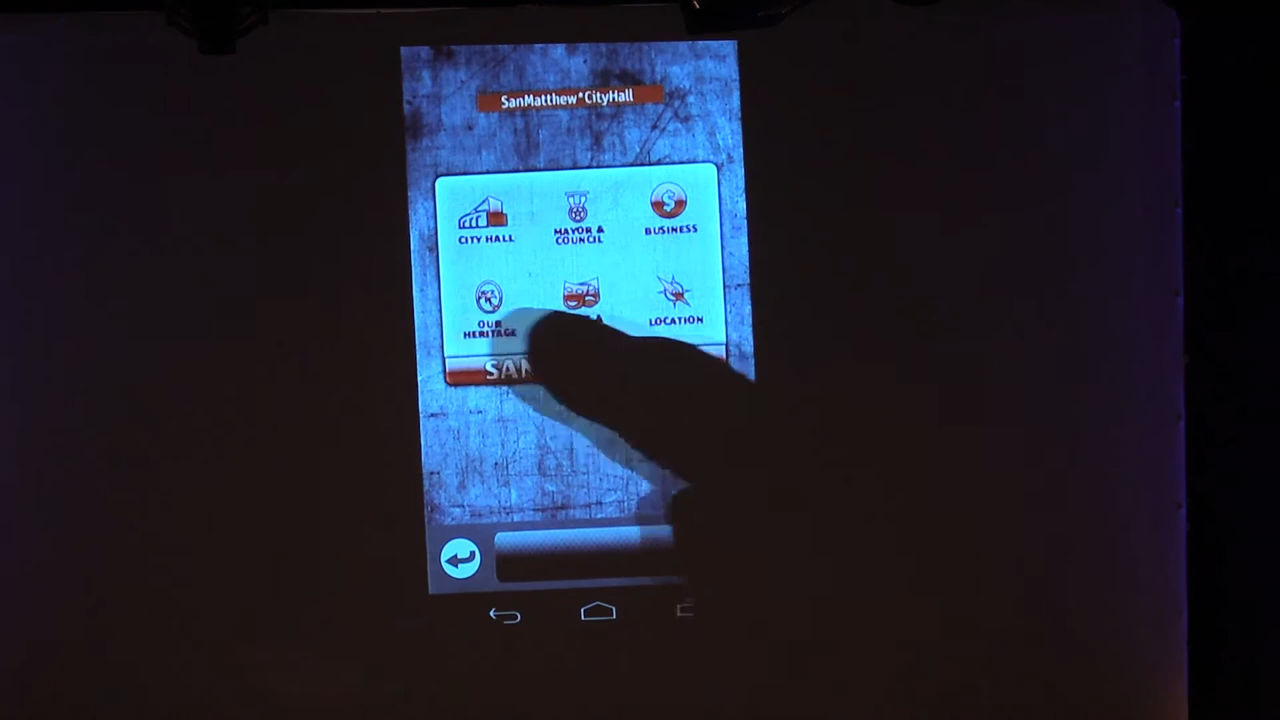 SanMatthew*CityHall
CITY HALL
MAYOR &
COUNCIL
BUSINESS
OUR
HERITAGE
LOCATION
SAN